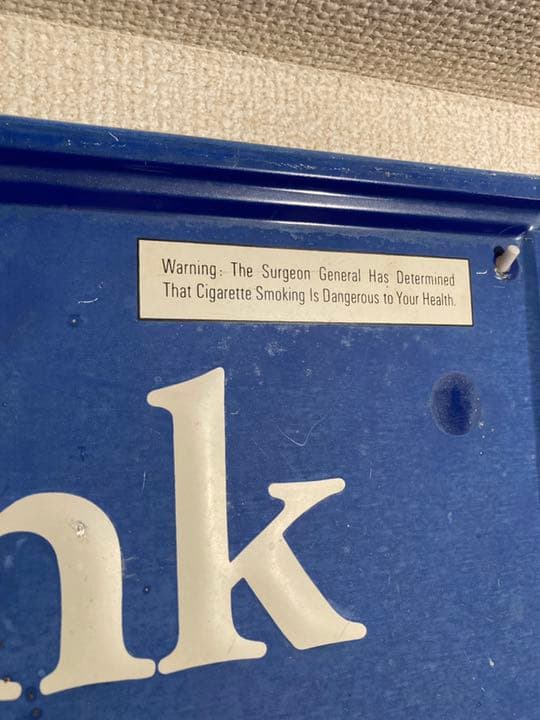 Warning: The Surgeon General Has Determined
That Cigarette Smoking Is Dangerous to Your Health.
nk